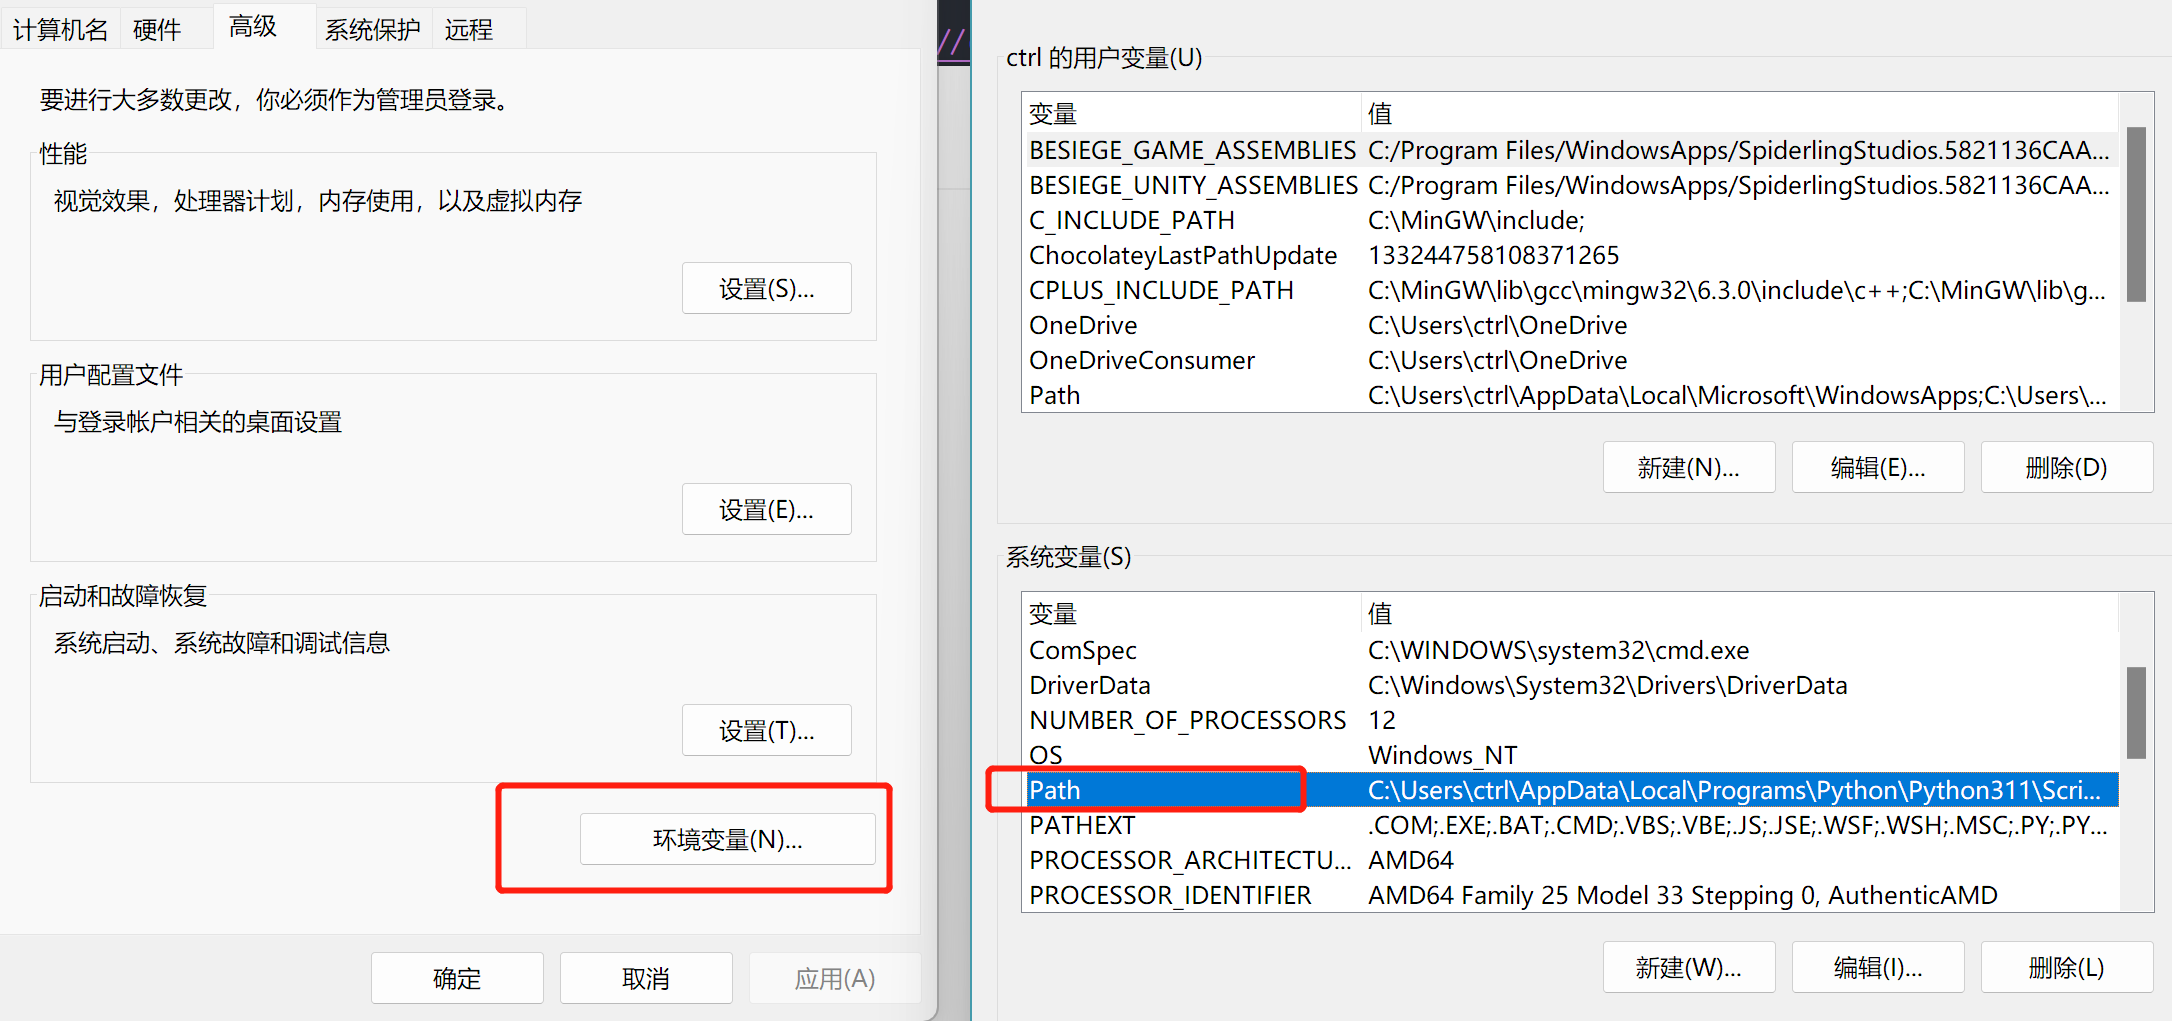 计算机名 硬件 高级 系统保护 远程
要进行大多数更改，你必须作为管理员登录。
性能
视觉效果，处理器计划，内存使用，以及虚拟内存
设置(S)...
用户配置文件
与登录帐户相关的桌面设置
设置(E)...
启动和故障恢复
系统启动、系统故障和调试信息
设置(T)...
环境变量(N)...
确定 取消 应用(A)
//
ctrl 的用户变量(U)
变量 值
BESIEGE_GAME_ASSEMBLIES C:/Program Files/WindowsApps/SpiderlingStudios.5821136CAA...
BESIEGE_UNITY_ASSEMBLIES C:/Program Files/WindowsApps/SpiderlingStudios.5821136CAA...
C_INCLUDE_PATH C:\MinGW\include;
ChocolateyLastPathUpdate 133244758108371265
CPLUS_INCLUDE_PATH C:\MinGW\lib\gcc\mingw32\6.3.0\include\c++;C:\MinGW\lib\g...
OneDrive C:\Users\ctrl\OneDrive
OneDriveConsumer C:\Users\ctrl\OneDrive
Path C:\Users\ctrl\AppData\Local\Microsoft\WindowsApps;C:\Users\...
新建(N)... 编辑(E)... 删除(D)
系统变量(S)
变量 值
ComSpec C:\WINDOWS\system32\cmd.exe
DriverData C:\Windows\System32\Drivers\DriverData
NUMBER_OF_PROCESSORS 12
OS Windows_NT
Path C:\Users\ctrl\AppData\Local\Programs\Python\Python311\Scri...
PATHEXT .COM;.EXE;.BAT;.CMD;.VBS;.VBE;.JS;.JSE;.WSF;.WSH;.MSC;.PY;.PY...
PROCESSOR_ARCHITECTU... AMD64
PROCESSOR_IDENTIFIER AMD64 Family 25 Model 33 Stepping 0, AuthenticAMD
新建(W)... 编辑(I)... 删除(L)